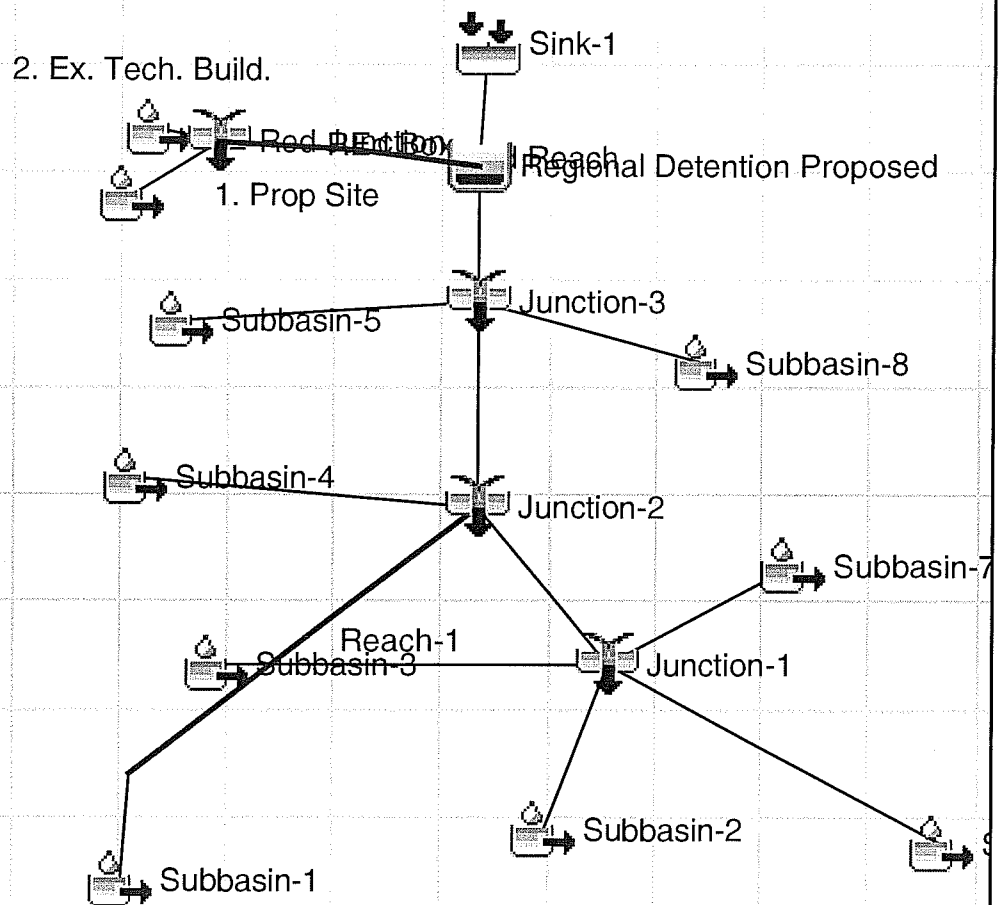 Sink-1
2. Ex. Tech. Build.
Red
Reach
Regional Detention Proposed
1. Prop Site
Junction-3
Subbasin-5
Subbasin-8
Subbasin-4
Junction-2
Subbasin-7
Reach-1
Subbasin-3
Junction-1
Subbasin-2
Subbasin-1